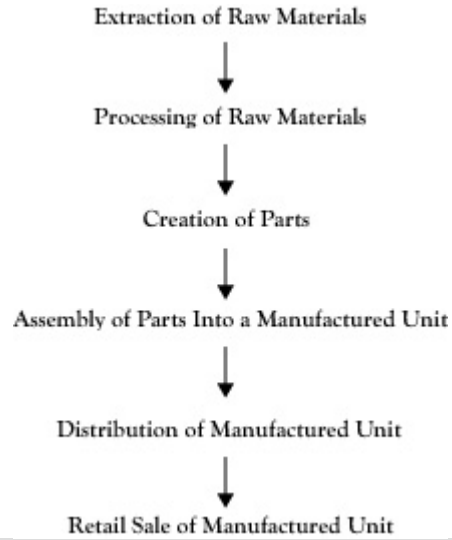 Extraction of Raw Materials
Processing of Raw Materials
Creation of Parts
Assembly of Parts Into a Manufactured Unit
Distribution of Manufactured Unit
Retail Sale of Manufactured Unit